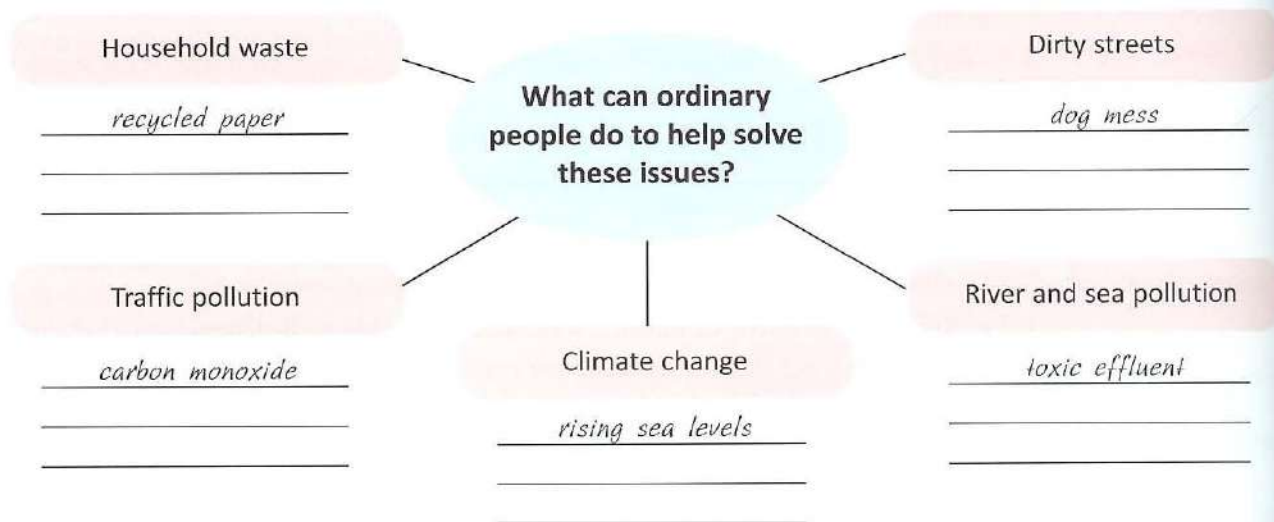 Household waste
recycled paper
What can ordinary
people do to help solve
these issues?
Dirty streets
dog mess
Traffic pollution
carbon monoxide
Climate change
rising sea levels
River and sea pollution
toxic effluent